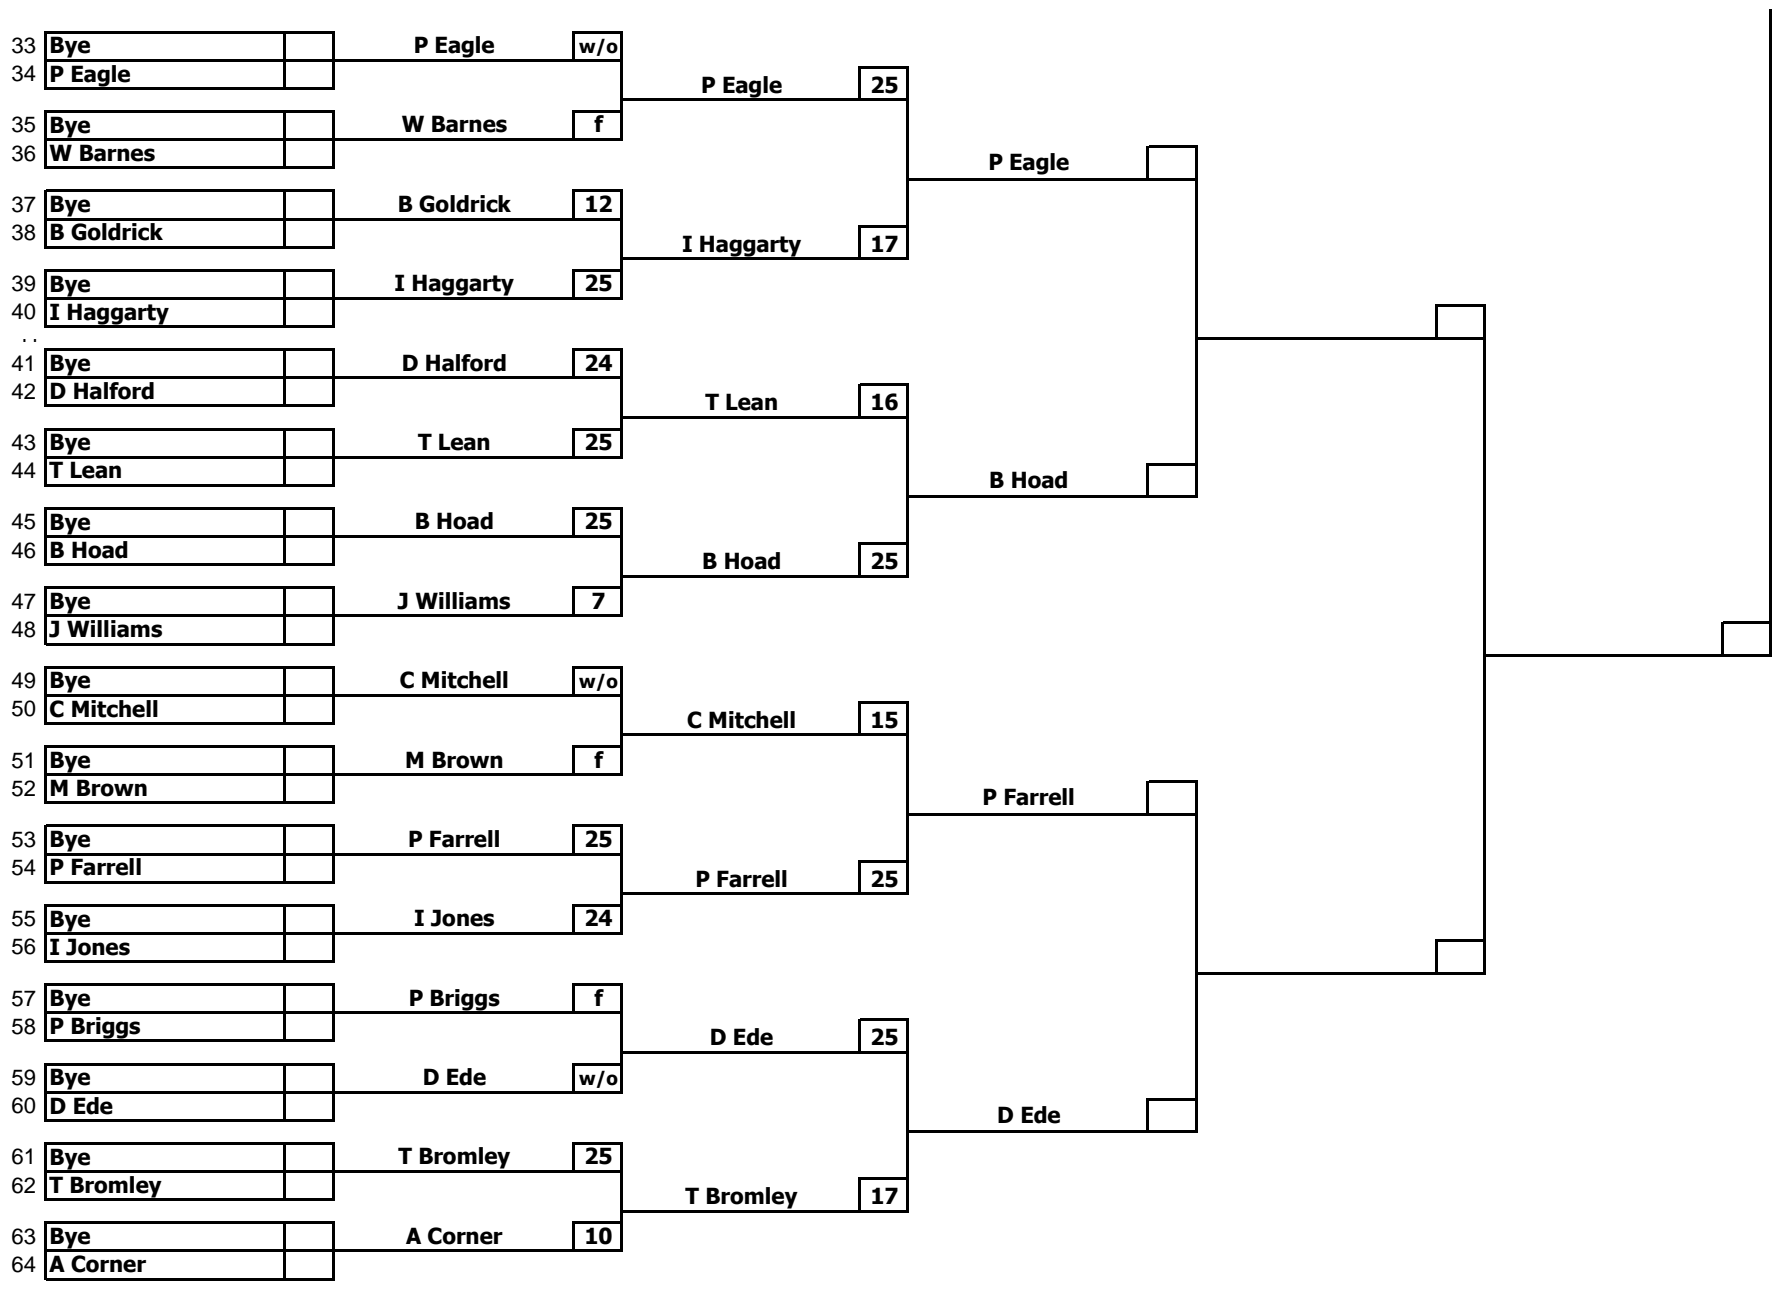 33 Bye P Eagle w/o
34 P Eagle
P Eagle 25
35 Bye W Barnes f
36 W Barnes
P Eagle
37 Bye B Goldrick 12
38 B Goldrick
I Haggarty 17
39 Bye I Haggarty 25
40 I Haggarty
41 Bye D Halford 24
42 D Halford
T Lean 16
43 Bye T Lean 25
44 T Lean
B Hoad
45 Bye B Hoad 25
46 B Hoad
B Hoad 25
47 Bye J Williams 7
48 J Williams
49 Bye C Mitchell w/o
50 C Mitchell
C Mitchell 15
51 Bye M Brown f
52 M Brown
P Farrell
53 Bye P Farrell 25
54 P Farrell
P Farrell 25
55 Bye I Jones 24
56 I Jones
57 Bye P Briggs f
58 P Briggs
D Ede 25
59 Bye D Ede w/o
60 D Ede
D Ede
61 Bye T Bromley 25
62 T Bromley
T Bromley 17
63 Bye A Corner 10
64 A Corner